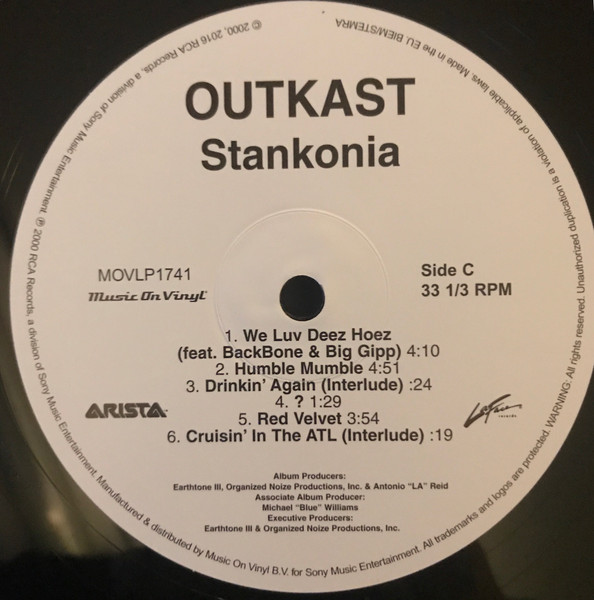 OUTKAST
Stankonia
MOVLP1741
Music On Vinyl
Side C
33 1/3 RPM
1. We Luv Deez Hoez
(feat. BackBone & Big Gipp) 4:10
2. Humble Mumble 4:51
3. Drinkin' Again (Interlude) :24
4. ? 1:29
5. Red Velvet 3:54
6. Cruisin' In The ATL (Interlude) :19
ARISTA
LaFace
records
Album Producers:
Earthtone III, Organized Noize Productions, Inc. & Antonio "LA" Reid
Associate Album Producer:
Michael "Blue" Williams
Executive Producers:
Earthtone III & Organized Noize Productions, Inc.
© 2000, 2016 RCA Records, a division of Sony Music Entertainment. ℗ 2000 RCA Records, a division of Sony Music Entertainment. Manufactured & distributed by Music On Vinyl B.V. for Sony Music Entertainment. All trademarks and logos are protected. WARNING: All rights reserved. Unauthorized duplication is a violation of applicable laws. Made in the EU. BIEM/STEMRA